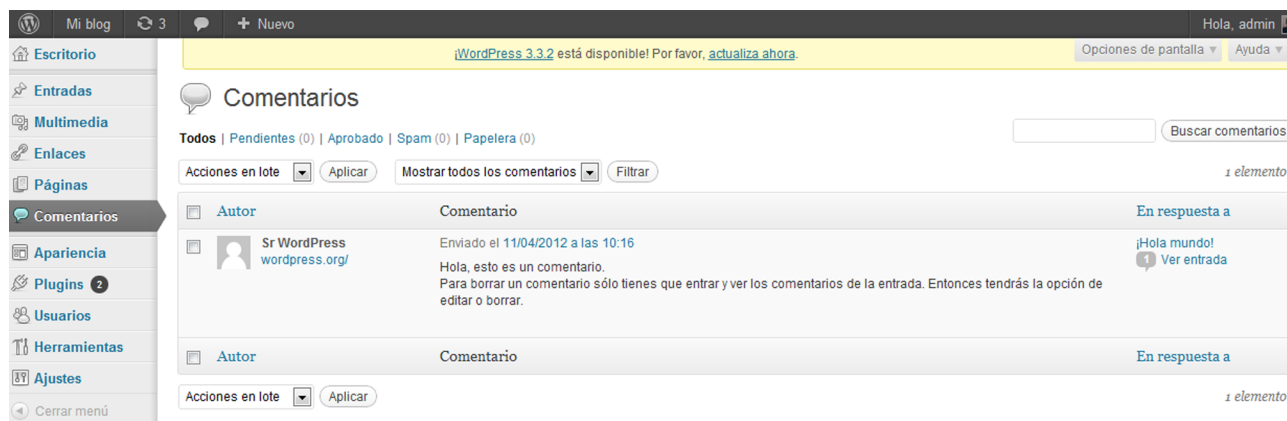 Mi blog 3 + Nuevo Hola, admin
Escritorio
Entradas
Multimedia
Enlaces
Páginas
Comentarios
Apariencia
Plugins 2
Usuarios
Herramientas
Ajustes
Cerrar menú
¡WordPress 3.3.2 está disponible! Por favor, actualiza ahora.
Opciones de pantalla Ayuda
Comentarios
Todos | Pendientes (0) | Aprobado | Spam (0) | Papelera (0)
Buscar comentarios
Acciones en lote Aplicar Mostrar todos los comentarios Filtrar
1 elemento
Autor Comentario En respuesta a
Sr WordPress
wordpress.org/
Enviado el 11/04/2012 a las 10:16
Hola, esto es un comentario.
Para borrar un comentario sólo tienes que entrar y ver los comentarios de la entrada. Entonces tendrás la opción de
editar o borrar.
¡Hola mundo!
1 Ver entrada
Autor Comentario En respuesta a
Acciones en lote Aplicar
1 elemento